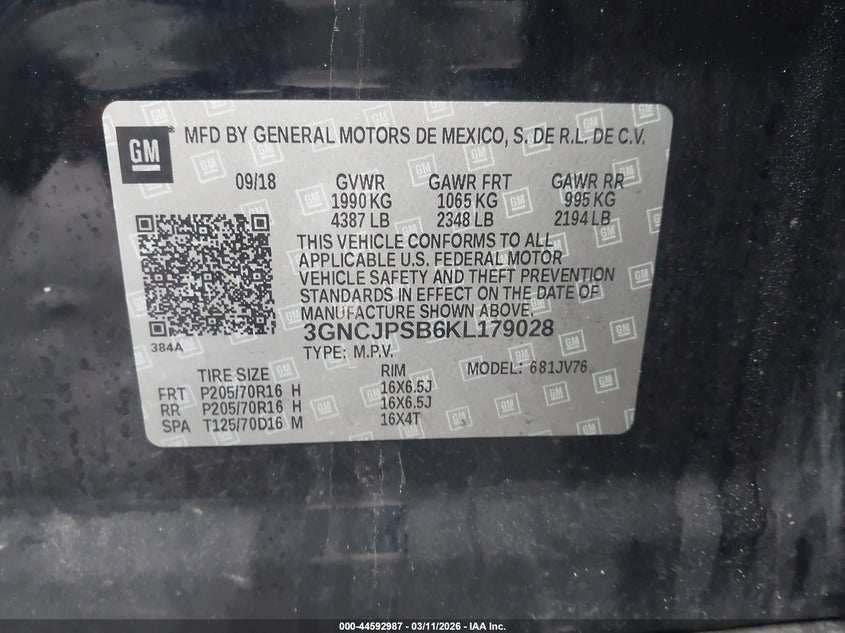 GM MFD BY GENERAL MOTORS DE MEXICO, S. DE R.L. DE C.V.
09/18 GVWR GAWR FRT GAWR RR
1990 KG 1065 KG 995 KG
4387 LB 2348 LB 2194 LB
THIS VEHICLE CONFORMS TO ALL
APPLICABLE U.S. FEDERAL MOTOR
VEHICLE SAFETY AND THEFT PREVENTION
STANDARDS IN EFFECT ON THE DATE OF
MANUFACTURE SHOWN ABOVE.
3GNCJPSB6KL179028
384A
TYPE: M.P.V.
TIRE SIZE RIM MODEL: 681JV76
FRT P205/70R16 H 16X6.5J
RR P205/70R16 H 16X6.5J
SPA T125/70D16 M 16X4T
000-44592987 - 03/11/2026 - IAA Inc.